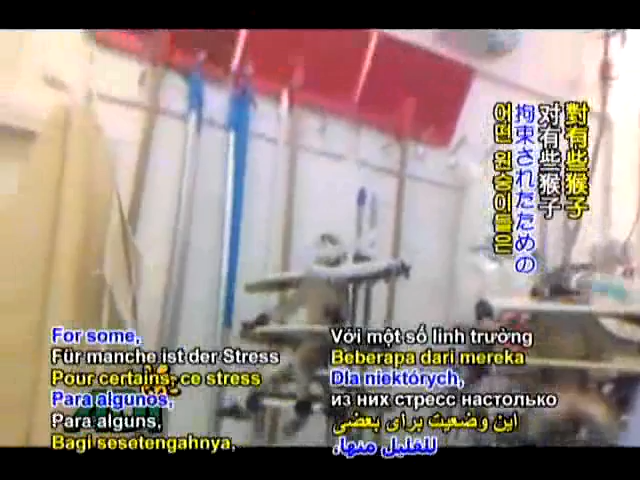 對有些猴子
对有些猴子
拘束されたための
어떤 원숭이들은
For some,
Für manche ist der Stress
Pour certains, ce stress
Para algunos,
Para alguns,
Bagi sesetengahnya,
Với một số linh trưởng
Beberapa dari mereka
Dla niektórych,
из них стресс настолько
این وضعیت برای بعضی
للقليل منها،